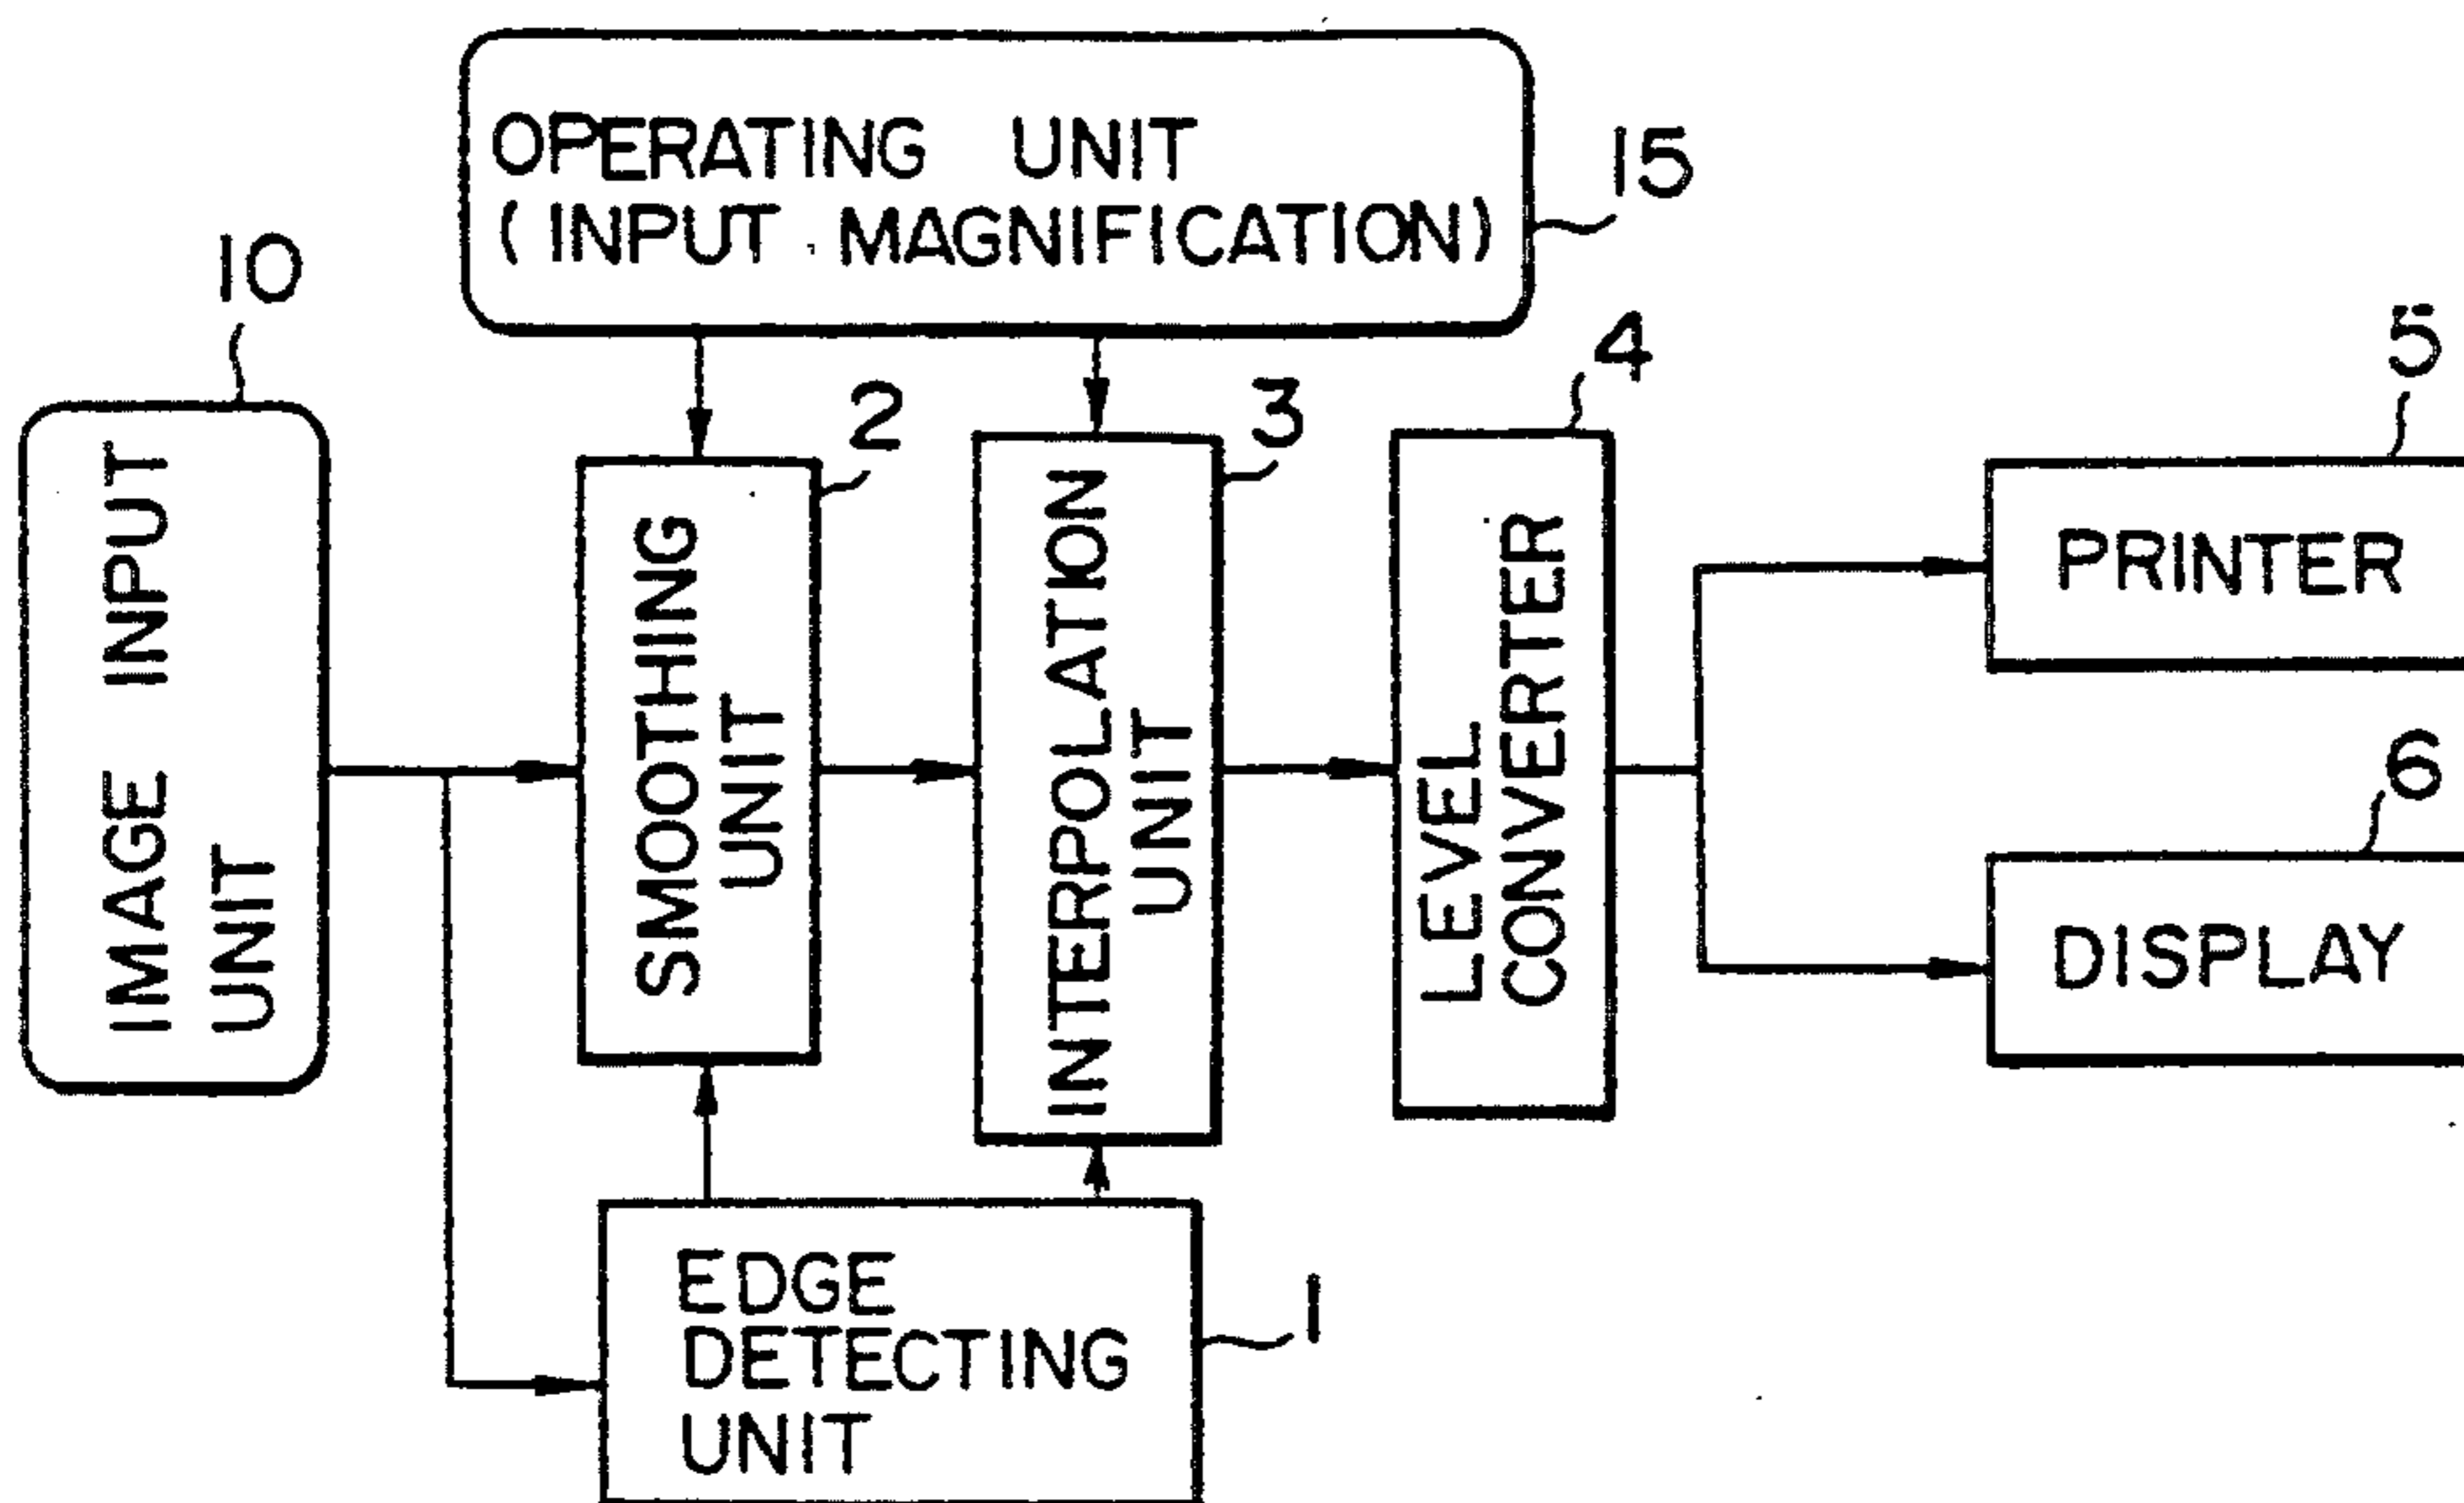 OPERATING UNIT
(INPUT MAGNIFICATION)
15
10
IMAGE INPUT
UNIT
2
SMOOTHING
UNIT
3
INTERPOLATION
UNIT
4
LEVEL
CONVERTER
5
PRINTER
6
DISPLAY
EDGE
DETECTING
UNIT
1